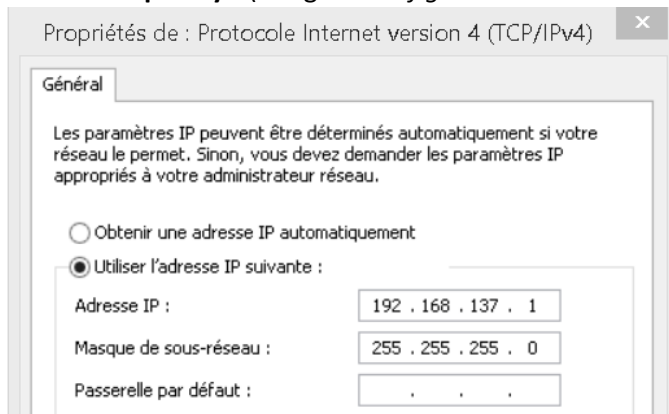 Propriétés de : Protocole Internet version 4 (TCP/IPv4)
Général
Les paramètres IP peuvent être déterminés automatiquement si votre
réseau le permet. Sinon, vous devez demander les paramètres IP
appropriés à votre administrateur réseau.
Obtenir une adresse IP automatiquement
Utiliser l'adresse IP suivante :
Adresse IP : 192 . 168 . 137 . 1
Masque de sous-réseau : 255 . 255 . 255 . 0
Passerelle par défaut : . . .